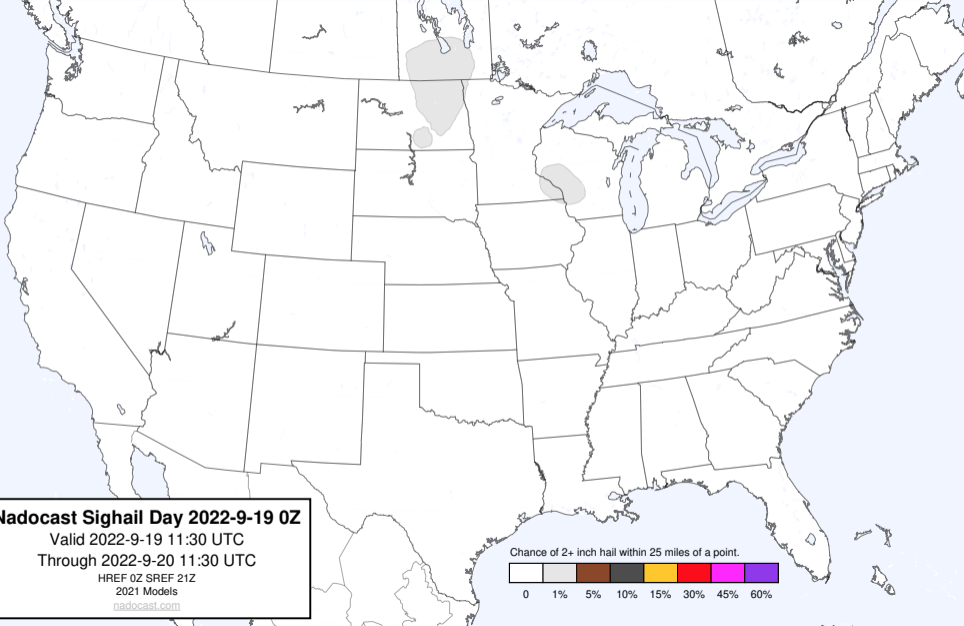 Nadocast Sighail Day 2022-9-19 0Z
Valid 2022-9-19 11:30 UTC
Through 2022-9-20 11:30 UTC
HREF 0Z SREF 21Z
2021 Models
nadocast.com
Chance of 2+ inch hail within 25 miles of a point.
0 1% 5% 10% 15% 30% 45% 60%